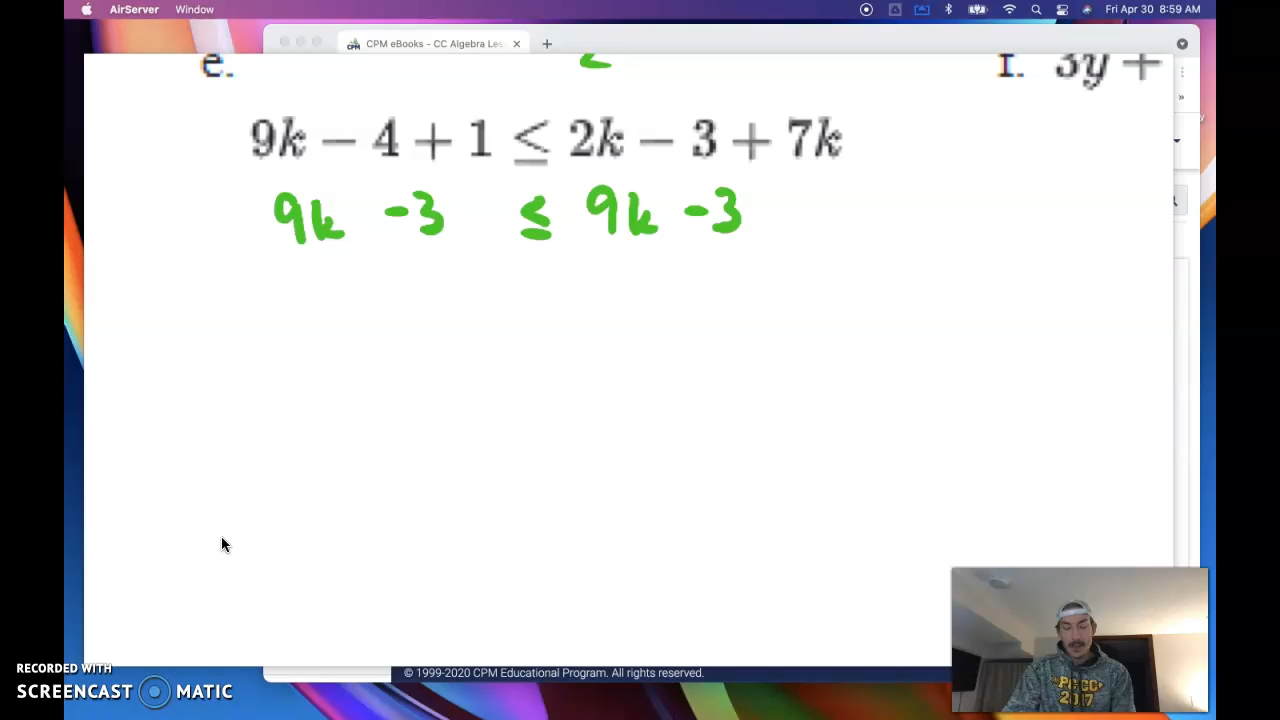 AirServer Window Fri Apr 30 8:59 AM
CPM eBooks - CC Algebra Les
e. f. 3y +
9k − 4 + 1 ≤ 2k − 3 + 7k
9k -3 ≤ 9k -3
RECORDED WITH
SCREENCAST MATIC
© 1999-2020 CPM Educational Program. All rights reserved.
2017